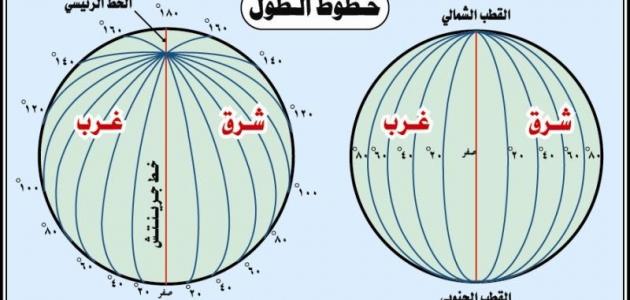 خطوط الطول
الخط الرئيسي
°١٨٠
°١٦٠
°١٦٠
°١٤٠
°١٤٠
°١٢٠
°١٢٠
شرق
غرب
°١٠٠
°١٠٠
خط جرينتش
°٨٠
°٨٠
°٦٠
°٦٠
°٤٠
°٤٠
°٢٠
°٢٠
صفر
القطب الشمالي
شرق
غرب
°٨٠
°٦٠
°٤٠
°٢٠
صفر
°٢٠
°٤٠
°٦٠
°٨٠
القطب الجنوبي